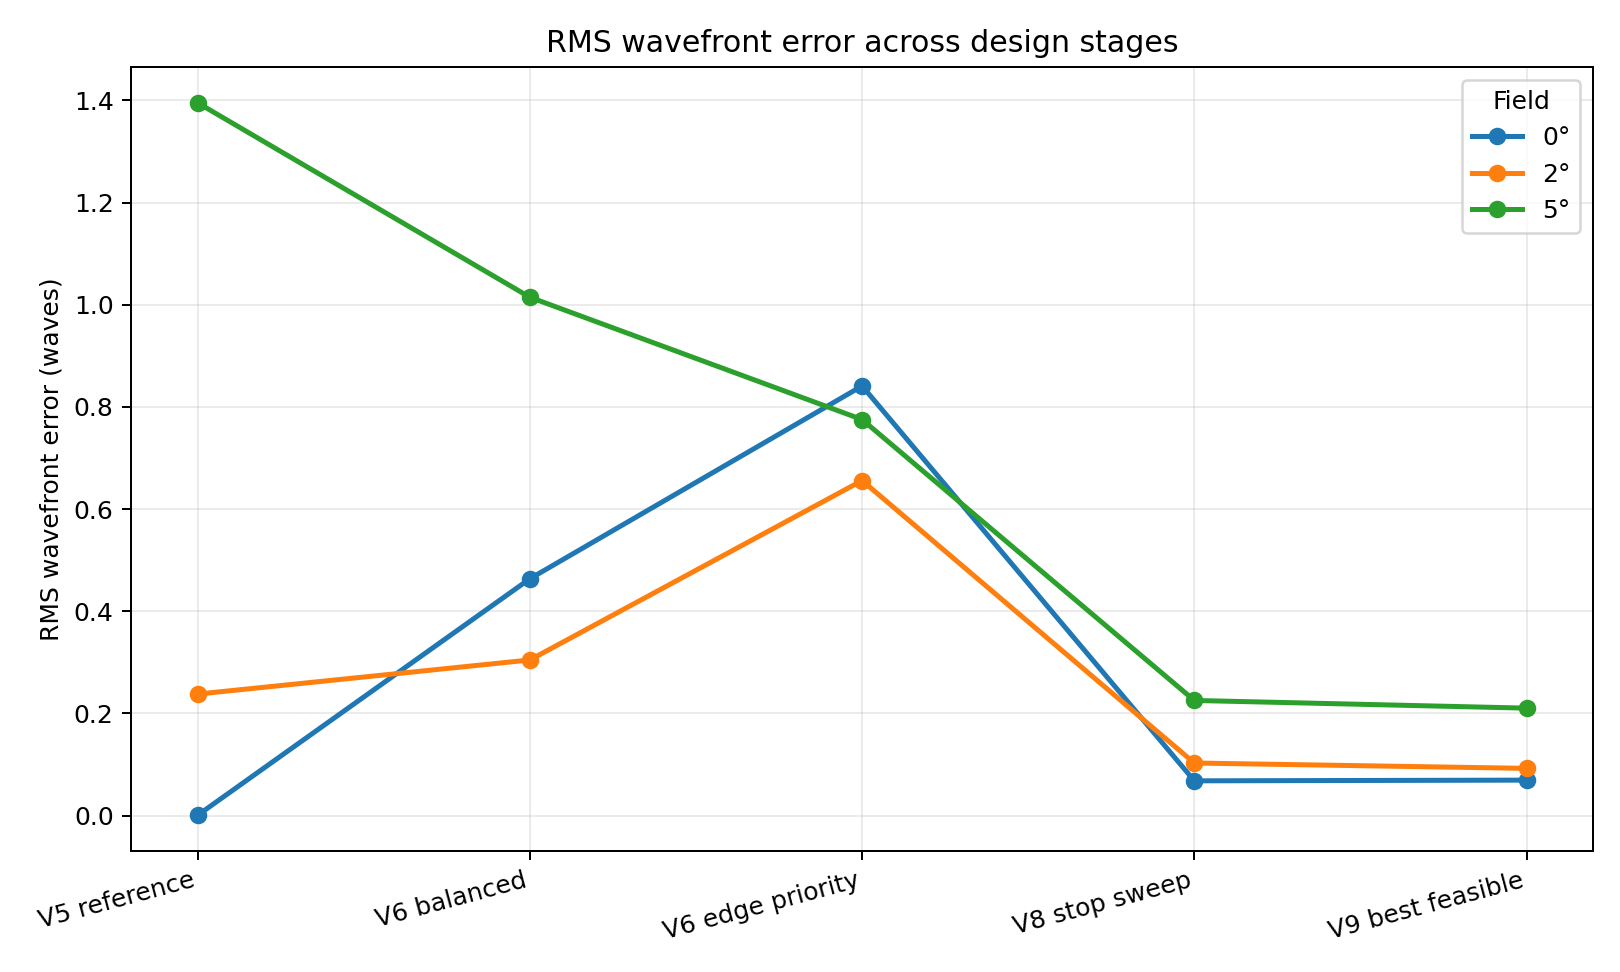 RMS wavefront error across design stages
RMS wavefront error (waves)
1.4
1.2
1.0
0.8
0.6
0.4
0.2
0.0
Field
0°
2°
5°
V5 reference
V6 balanced
V6 edge priority
V8 stop sweep
V9 best feasible